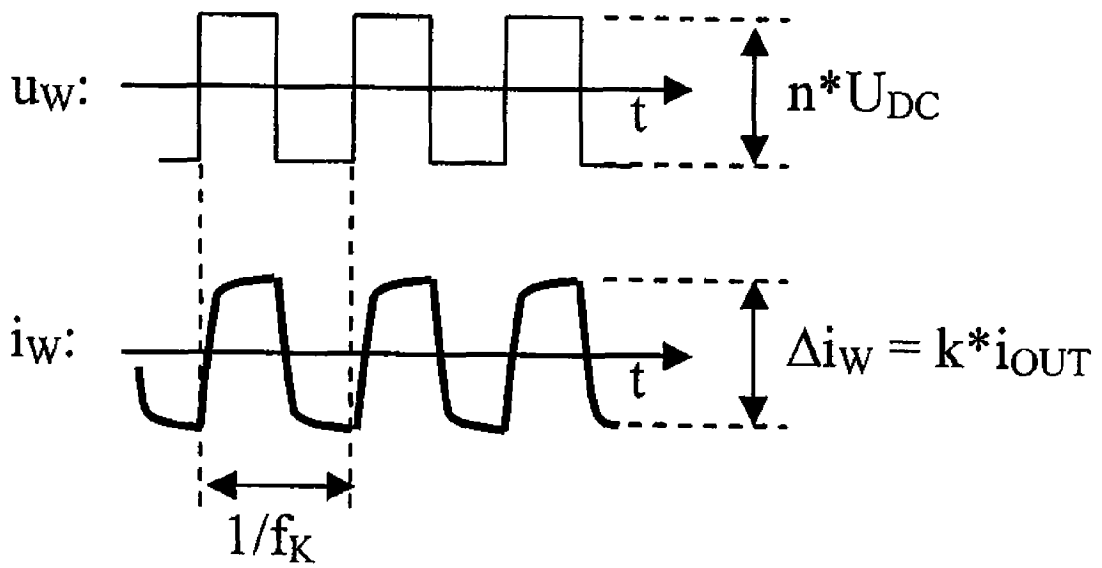 uW:
t
n*UDC
iW:
t
ΔiW = k*iOUT
1/fK